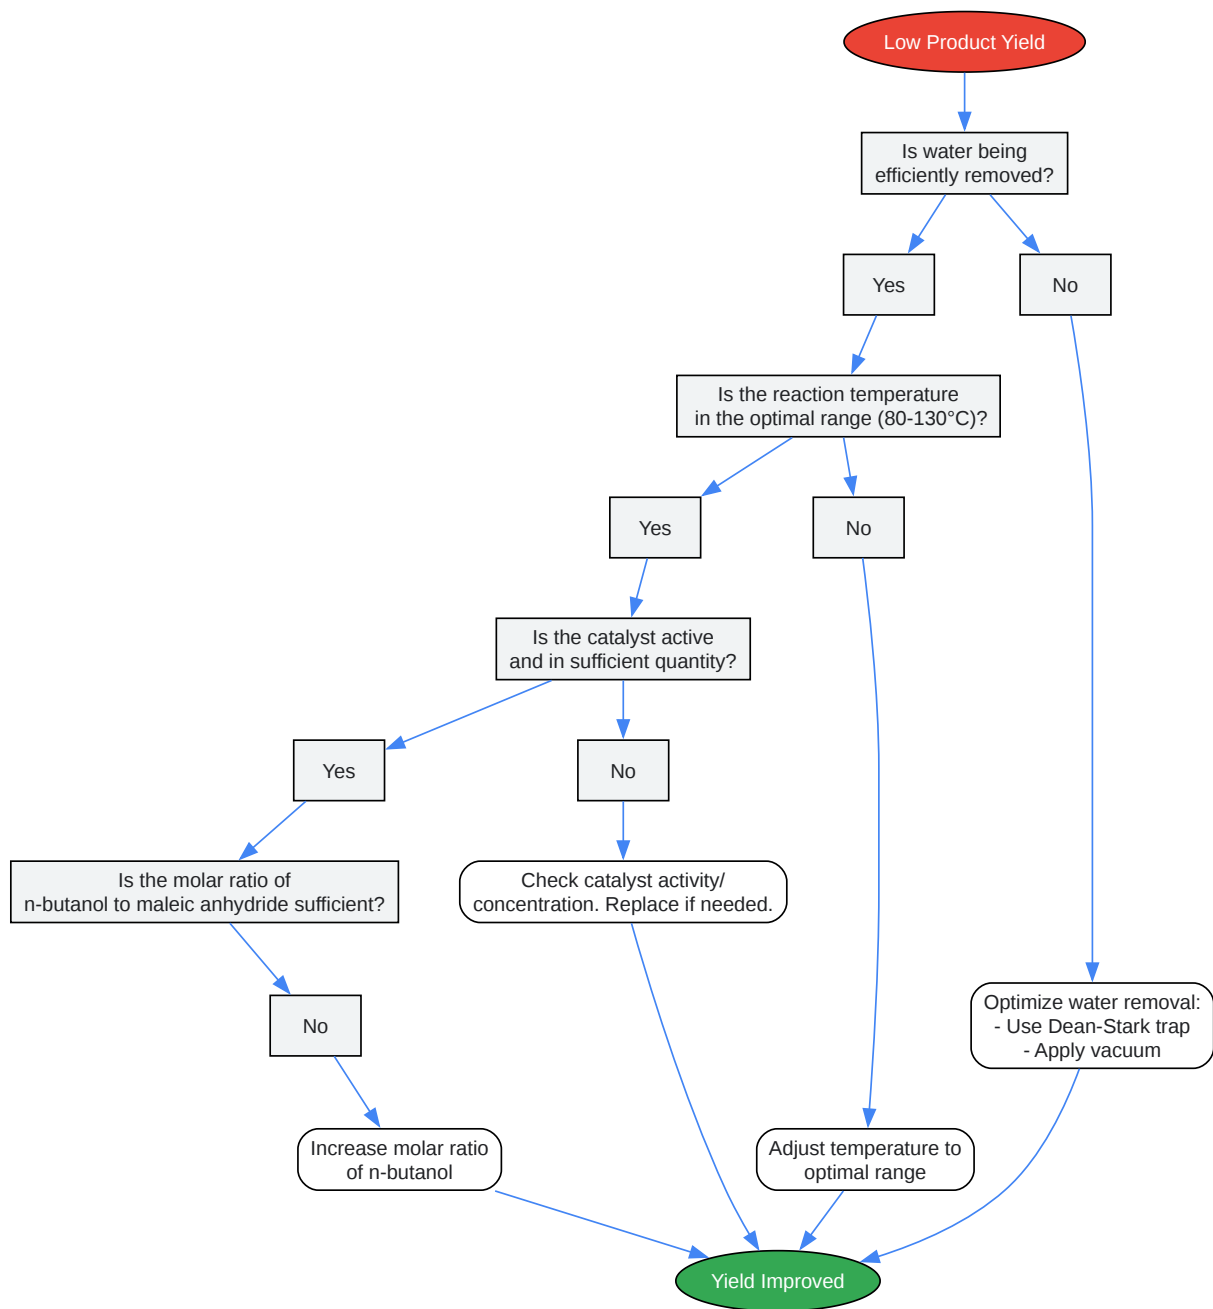 Low Product Yield
Is water being
efficiently removed?
Yes
No
Is the reaction temperature
in the optimal range (80-130°C)?
Yes
No
Is the catalyst active
and in sufficient quantity?
Yes
No
Is the molar ratio of
n-butanol to maleic anhydride sufficient?
Check catalyst activity/
concentration. Replace if needed.
No
Optimize water removal:
- Use Dean-Stark trap
- Apply vacuum
Increase molar ratio
of n-butanol
Adjust temperature to
optimal range
Yield Improved